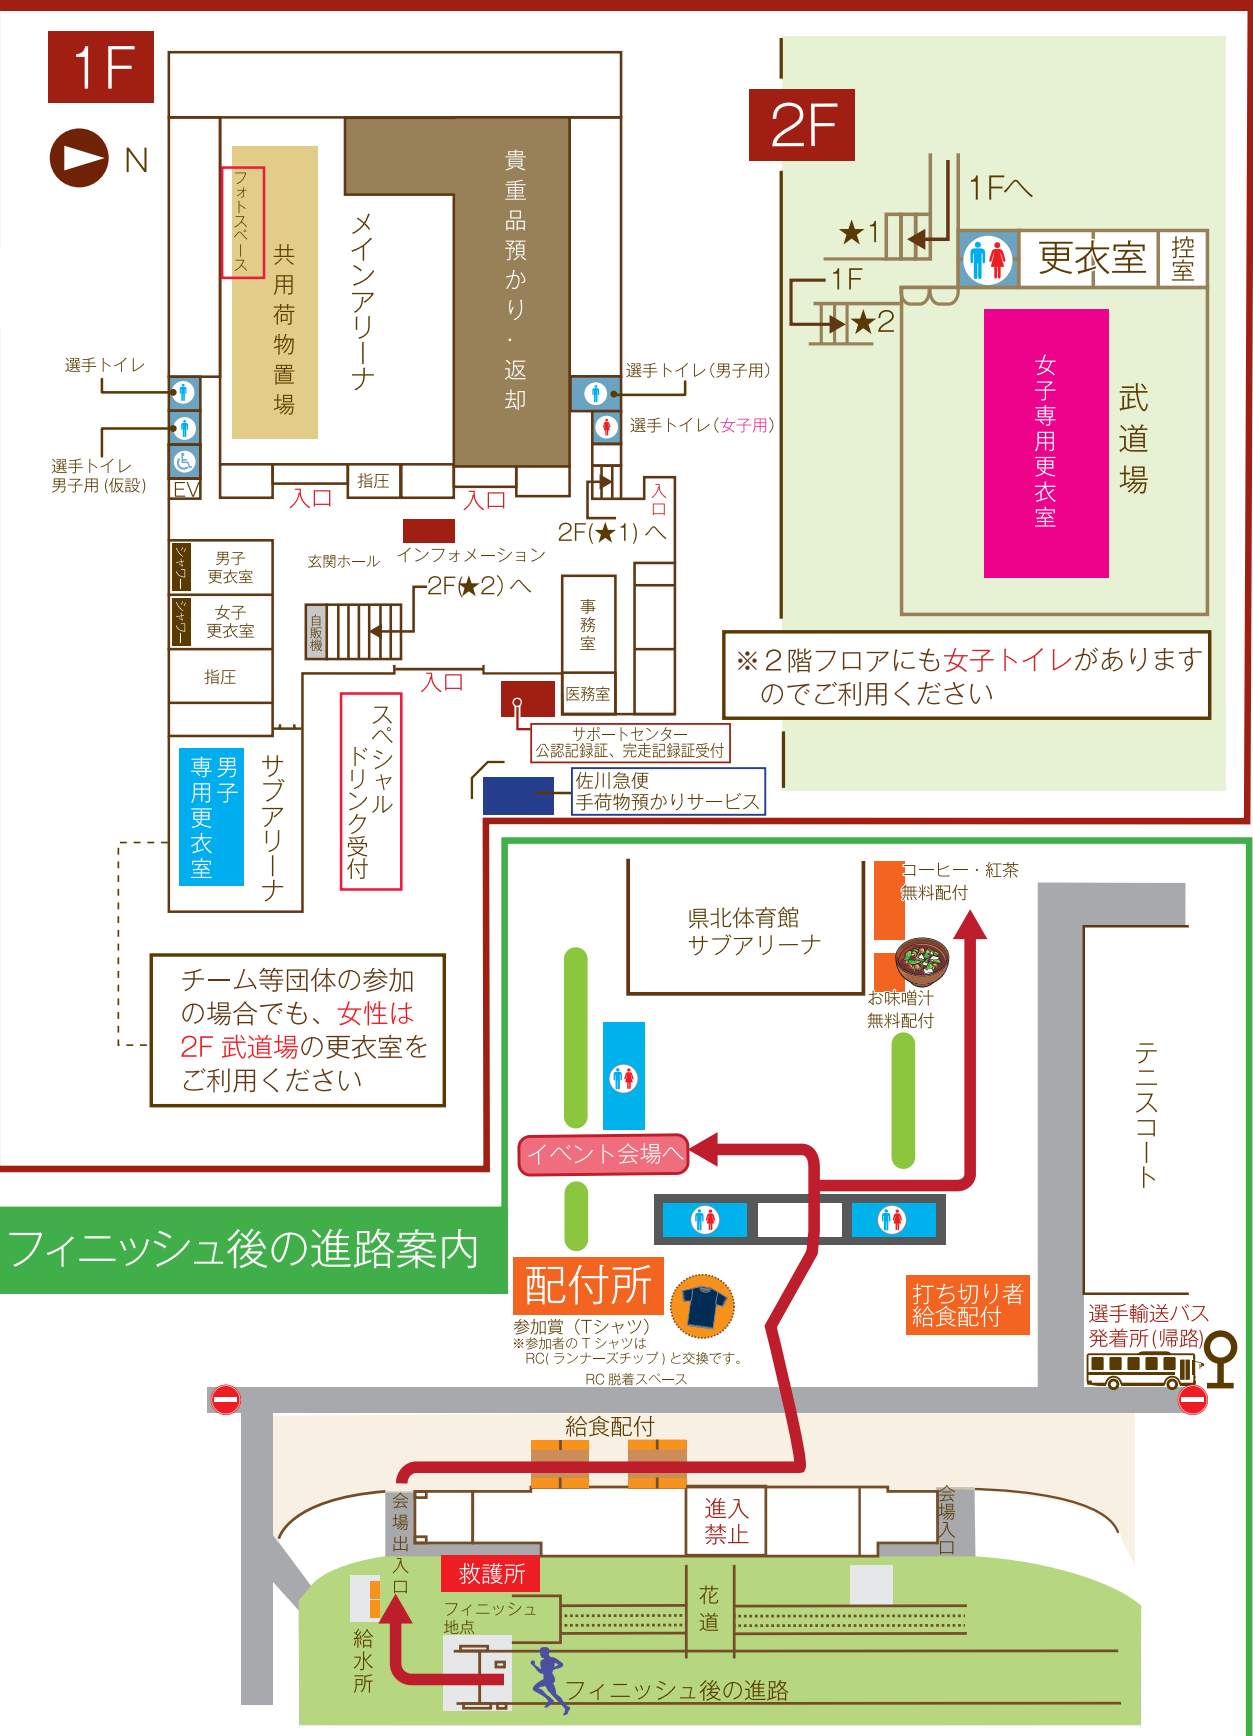 1F
N
フォトスペース
共用荷物置場
メインアリーナ
貴重品預かり・返却
選手トイレ
選手トイレ
男子用(仮設)
EV
選手トイレ(男子用)
選手トイレ(女子用)
入口
指圧
入口
入口
2F(★1)へ
インフォメーション
玄関ホール
2F(★2)へ
シャワー
男子
更衣室
シャワー
女子
更衣室
自販機
事務室
指圧
入口
医務室
サポートセンター
公認記録証、完走記録証受付
佐川急便
手荷物預かりサービス
スペシャル
ドリンク受付
男子
専用更衣室
サブアリーナ
チーム等団体の参加
の場合でも、女性は
2F 武道場の更衣室を
ご利用ください
2F
1Fへ
★1
1F
★2
更衣室
控室
女子専用更衣室
武道場
※2階フロアにも女子トイレがあります
のでご利用ください
フィニッシュ後の進路案内
県北体育館
サブアリーナ
コーヒー・紅茶
無料配付
お味噌汁
無料配付
テニスコート
イベント会場へ
配付所
参加賞(Tシャツ)
※参加者のTシャツは
RC(ランナーズチップ)と交換です。
RC脱着スペース
打ち切り者
給食配付
選手輸送バス
発着所(帰路)
給食配付
会場出入口
進入
禁止
会場入口
救護所
フィニッシュ
地点
花道
給水所
フィニッシュ後の進路